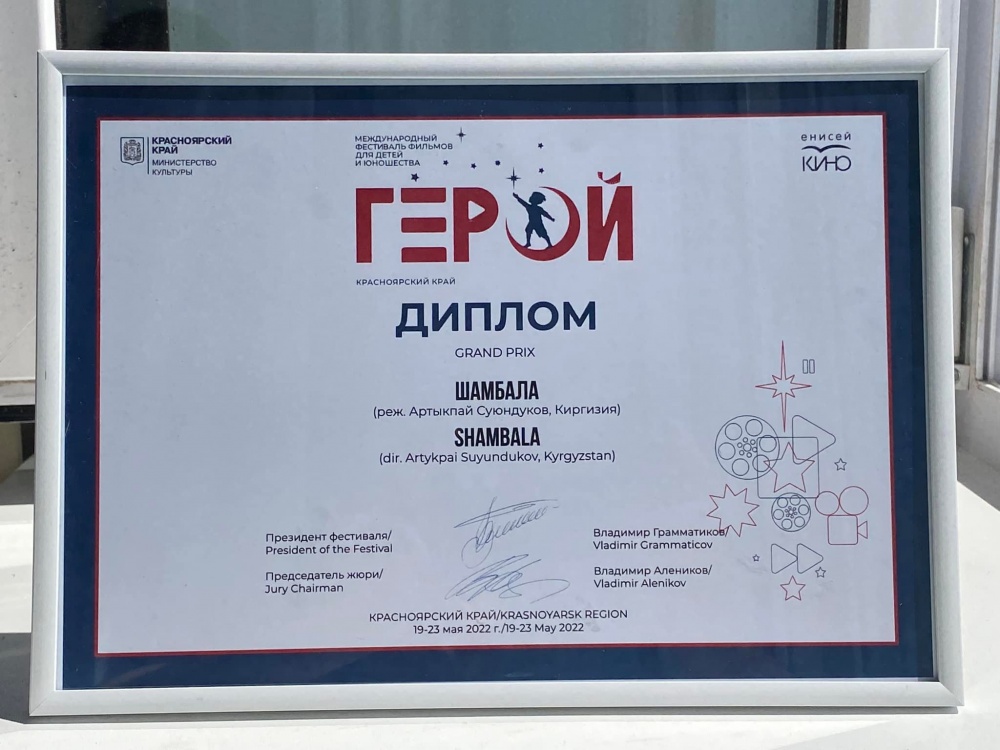 КРАСНОЯРСКИЙ
КРАЙ
МИНИСТЕРСТВО
КУЛЬТУРЫ
МЕЖДУНАРОДНЫЙ
ФЕСТИВАЛЬ ФИЛЬМОВ
ДЛЯ ДЕТЕЙ
И ЮНОШЕСТВА
ГЕРОЙ
КРАСНОЯРСКИЙ КРАЙ
енисей
КИНО
ДИПЛОМ
GRAND PRIX
ШАМБАЛА
(реж. Артыкпай Суюндуков, Киргизия)
SHAMBALA
(dir. Artykpai Suyundukov, Kyrgyzstan)
Президент фестиваля/
President of the Festival
Владимир Грамматиков/
Vladimir Grammaticov
Председатель жюри/
Jury Chairman
Владимир Алеников/
Vladimir Alenikov
КРАСНОЯРСКИЙ КРАЙ/KRASNOYARSK REGION
19-23 мая 2022 г./19-23 May 2022